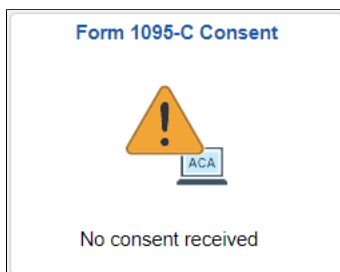 Form 1095-C Consent
ACA
No consent received